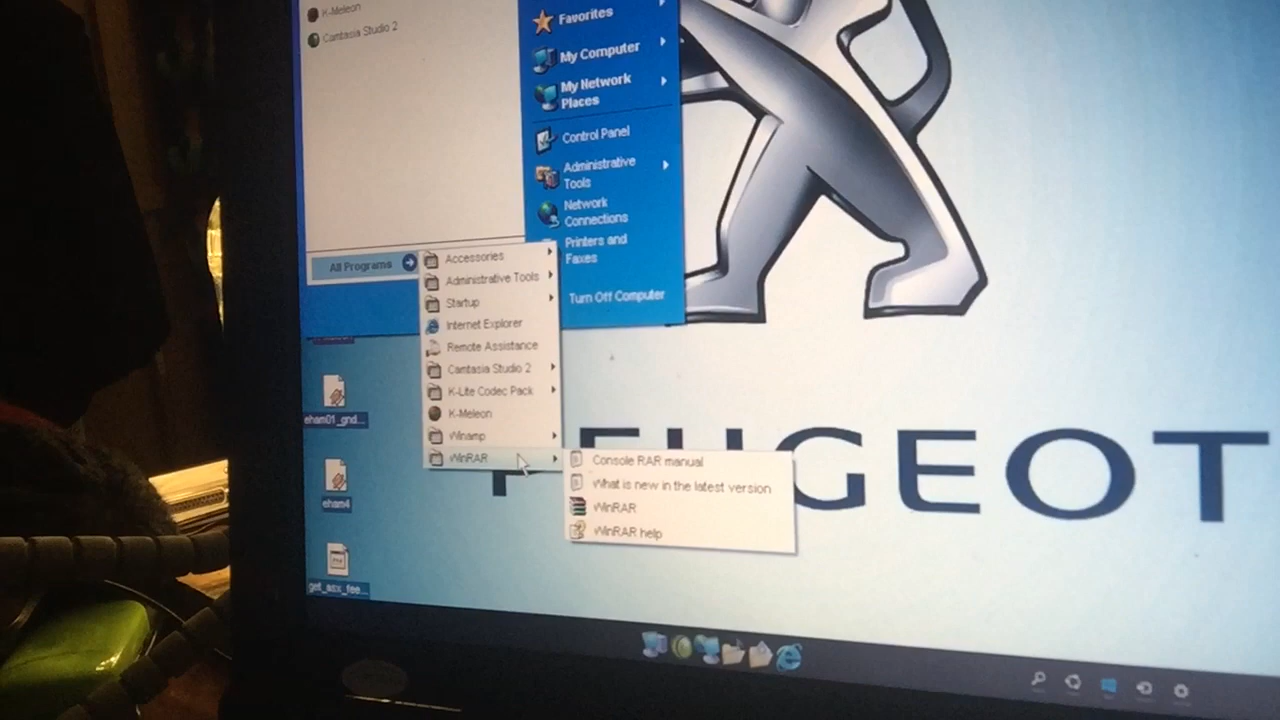 K-Meleon
Camtasia Studio 2
Favorites
My Computer
My Network
Places
Control Panel
Administrative
Tools
Network
Connections
Printers and
Faxes
Turn Off Computer
All Programs
Accessories
Administrative Tools
Startup
Internet Explorer
Remote Assistance
Camtasia Studio 2
K-Lite Codec Pack
K-Meleon
Winamp
WinRAR
Console RAR manual
What is new in the latest version
WinRAR
WinRAR help
eham01_gnd...
eham4
get_asx_fee...
PEUGEOT